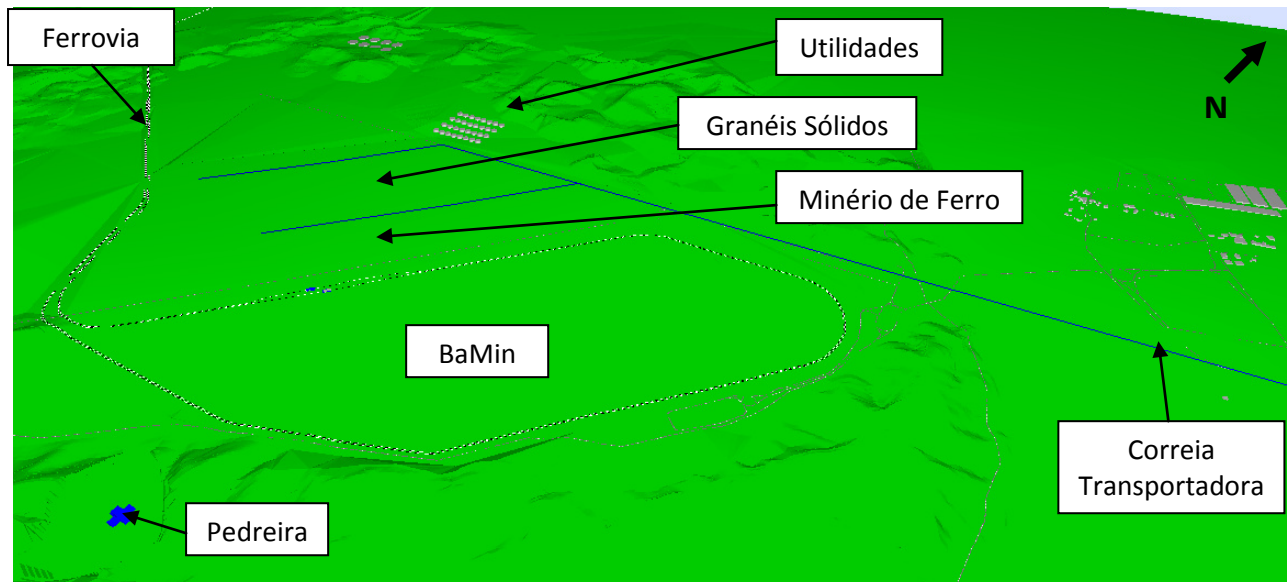 Ferrovia
Utilidades
Granéis Sólidos
N
Minério de Ferro
BaMin
Correia
Transportadora
Pedreira